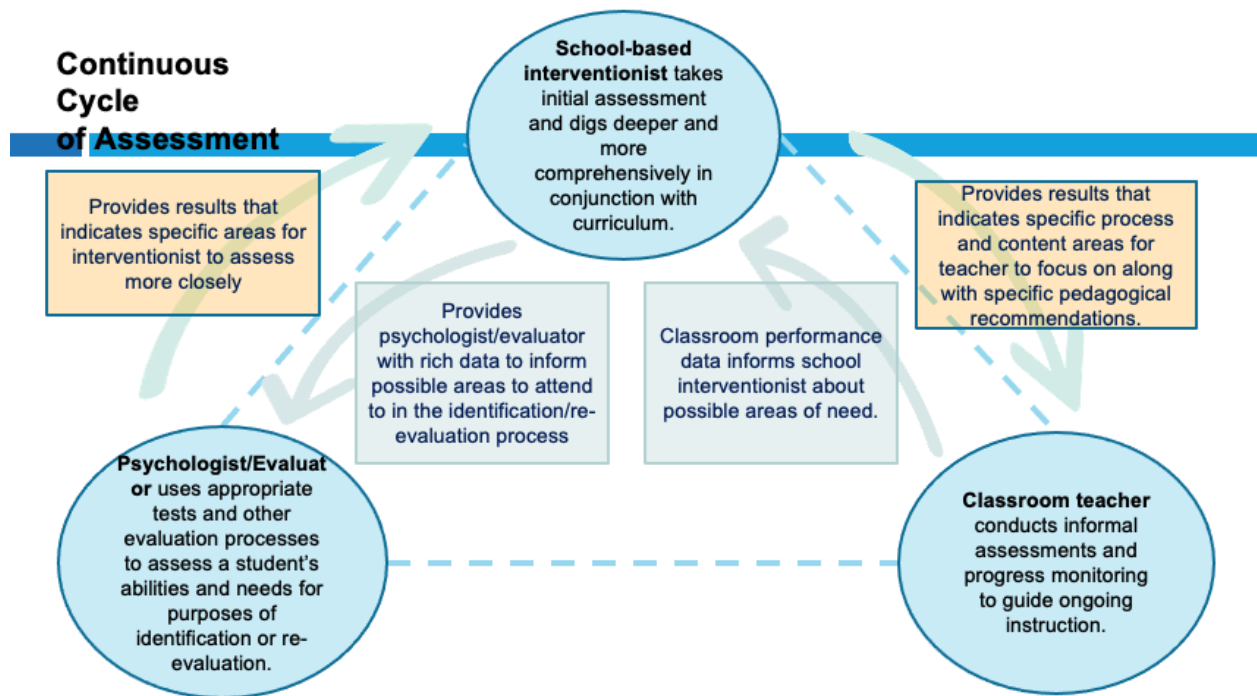 Continuous
Cycle
of Assessment
School-based
interventionist takes
initial assessment
and digs deeper and
more
comprehensively in
conjunction with
curriculum.
Provides results that
indicates specific areas for
interventionist to assess
more closely
Provides results that
indicates specific process
and content areas for
teacher to focus on along
with specific pedagogical
recommendations.
Provides
psychologist/evaluator
with rich data to inform
possible areas to attend
to in the identification/re-
evaluation process
Classroom performance
data informs school
interventionist about
possible areas of need.
Psychologist/Evaluat
or uses appropriate
tests and other
evaluation processes
to assess a student’s
abilities and needs for
purposes of
identification or re-
evaluation.
Classroom teacher
conducts informal
assessments and
progress monitoring
to guide ongoing
instruction.